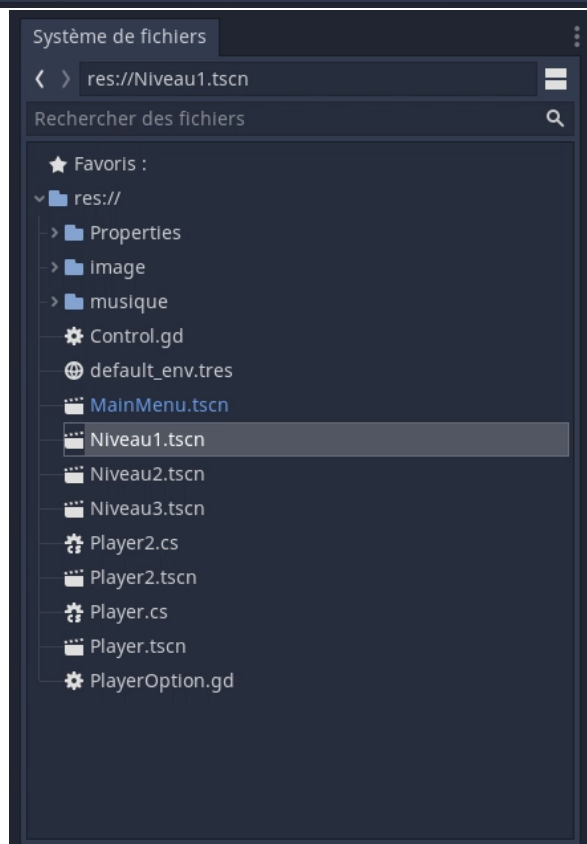 Système de fichiers
res://Niveau1.tscn
Rechercher des fichiers
Favoris :
res://
Properties
image
musique
Control.gd
default_env.tres
MainMenu.tscn
Niveau1.tscn
Niveau2.tscn
Niveau3.tscn
Player2.cs
Player2.tscn
Player.cs
Player.tscn
PlayerOption.gd